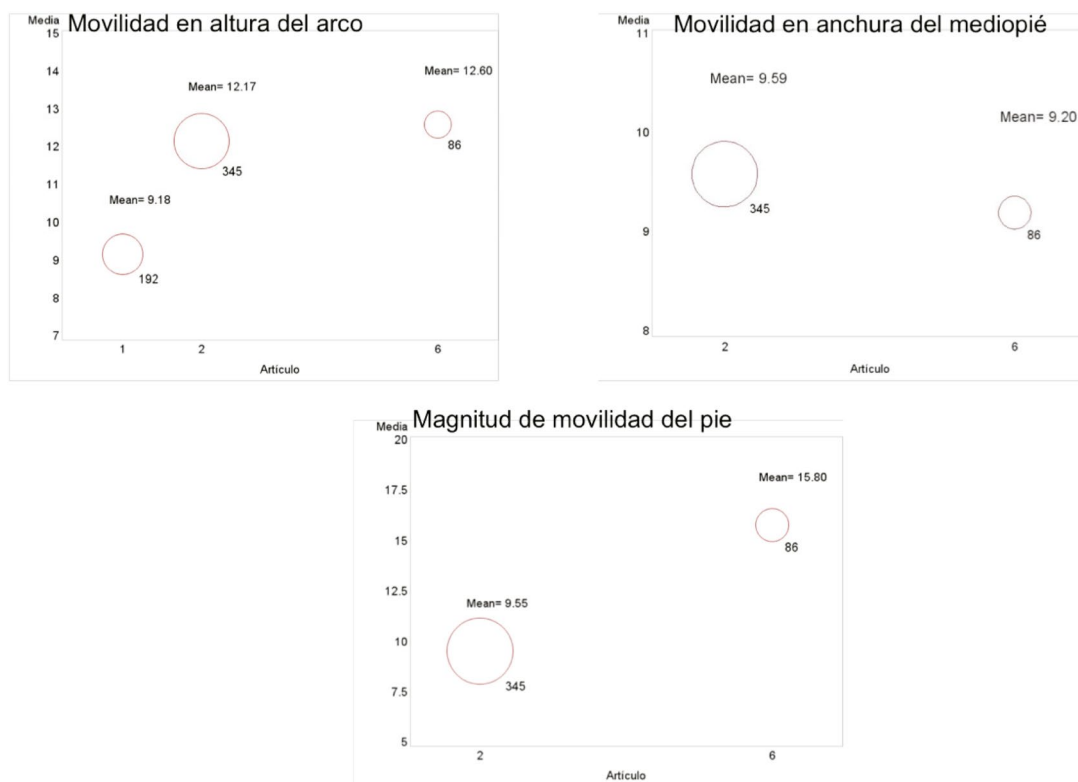 Media Movilidad en altura del arco
15
14
13
12
11
10
9
8
7
Mean= 9.18
192
Mean= 12.17
345
Mean= 12.60
86
1 2 6
Artículo
Media Movilidad en anchura del mediopié
11
10
9
8
Mean= 9.59
345
Mean= 9.20
86
2 6
Artículo
Media Magnitud de movilidad del pie
20
17.5
15
12.5
10
7.5
5
Mean= 9.55
345
Mean= 15.80
86
2 6
Artículo